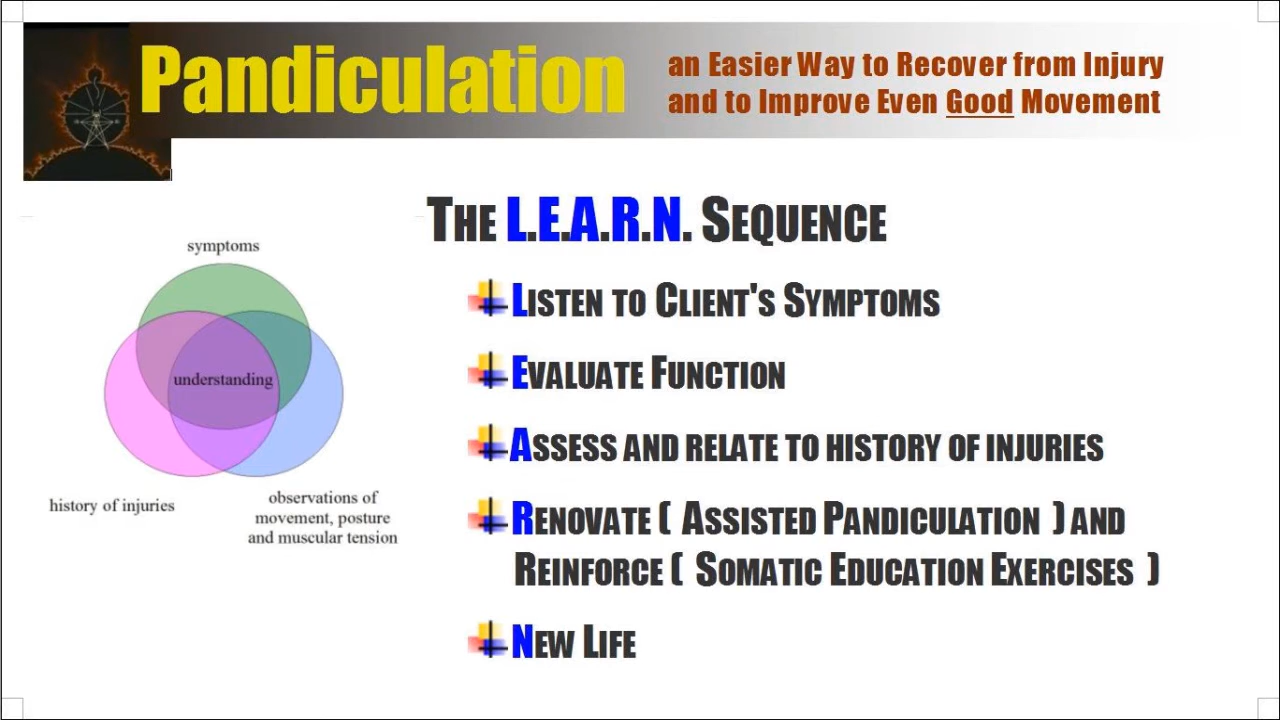 Pandiculation
an Easier Way to Recover from Injury
and to Improve Even Good Movement
THE L.E.A.R.N. SEQUENCE
symptoms
understanding
history of injuries
observations of
movement, posture
and muscular tension
LISTEN TO CLIENT'S SYMPTOMS
EVALUATE FUNCTION
ASSESS AND RELATE TO HISTORY OF INJURIES
RENOVATE ( ASSISTED PANDICULATION ) AND
REINFORCE ( SOMATIC EDUCATION EXERCISES )
NEW LIFE